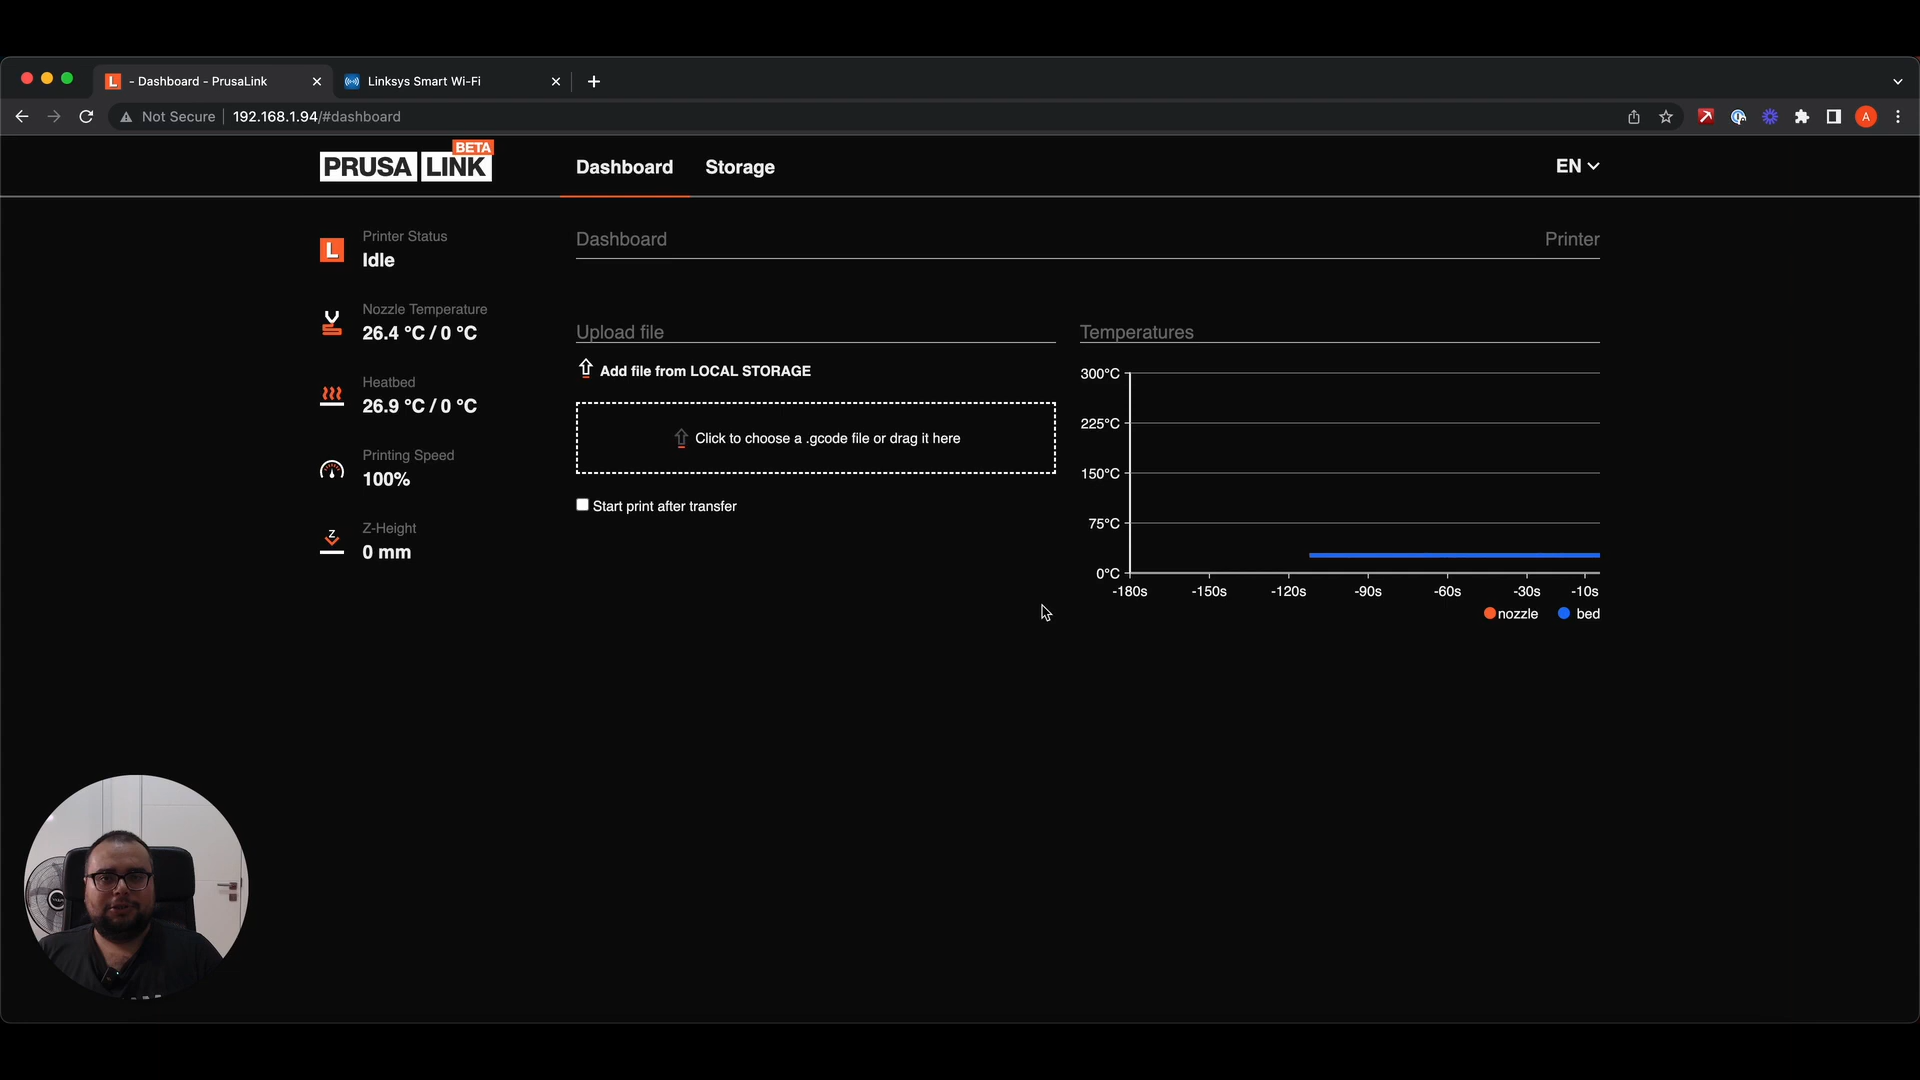 - Dashboard - PrusaLink
Linksys Smart Wi-Fi
Not Secure
192.168.1.94/#dashboard
A
PRUSA LINK
BETA
Dashboard
Storage
EN
Printer Status
Idle
Nozzle Temperature
26.4 °C / 0 °C
Heatbed
26.9 °C / 0 °C
Printing Speed
100%
Z-Height
0 mm
Dashboard
Printer
Upload file
Add file from LOCAL STORAGE
Click to choose a .gcode file or drag it here
Start print after transfer
Temperatures
300°C
225°C
150°C
75°C
0°C
-180s
-150s
-120s
-90s
-60s
-30s
-10s
nozzle
bed